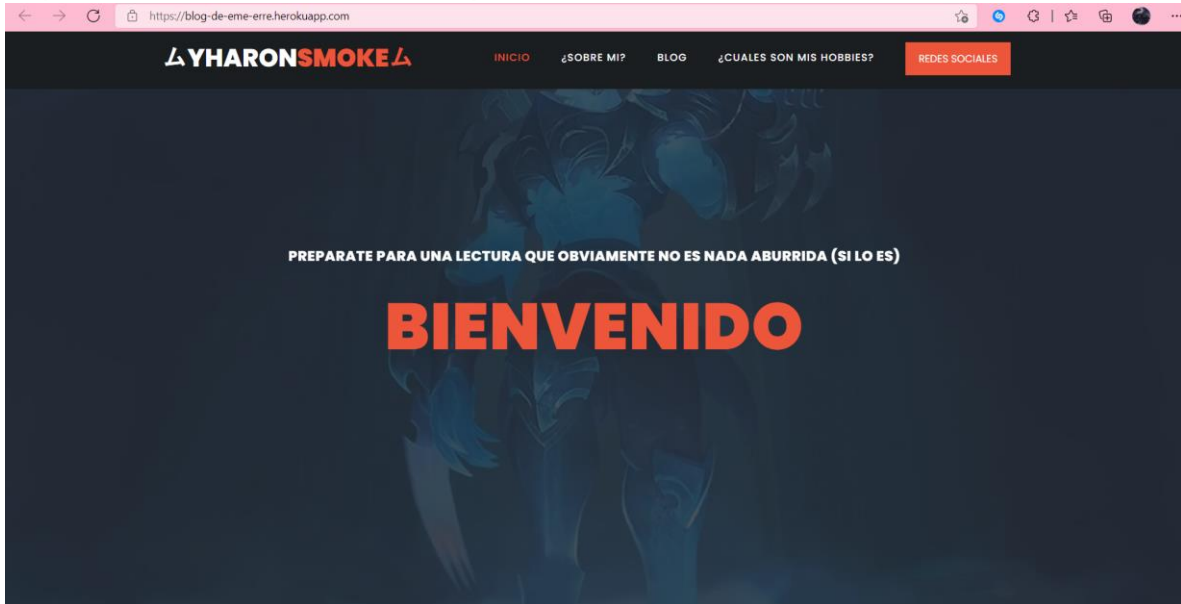 https://blog-de-eme-erre.herokuapp.com
ㄙYHARONSMOKEㄙ
INICIO
¿SOBRE MI?
BLOG
¿CUALES SON MIS HOBBIES?
REDES SOCIALES
PREPARATE PARA UNA LECTURA QUE OBVIAMENTE NO ES NADA ABURRIDA (SI LO ES)
BIENVENIDO